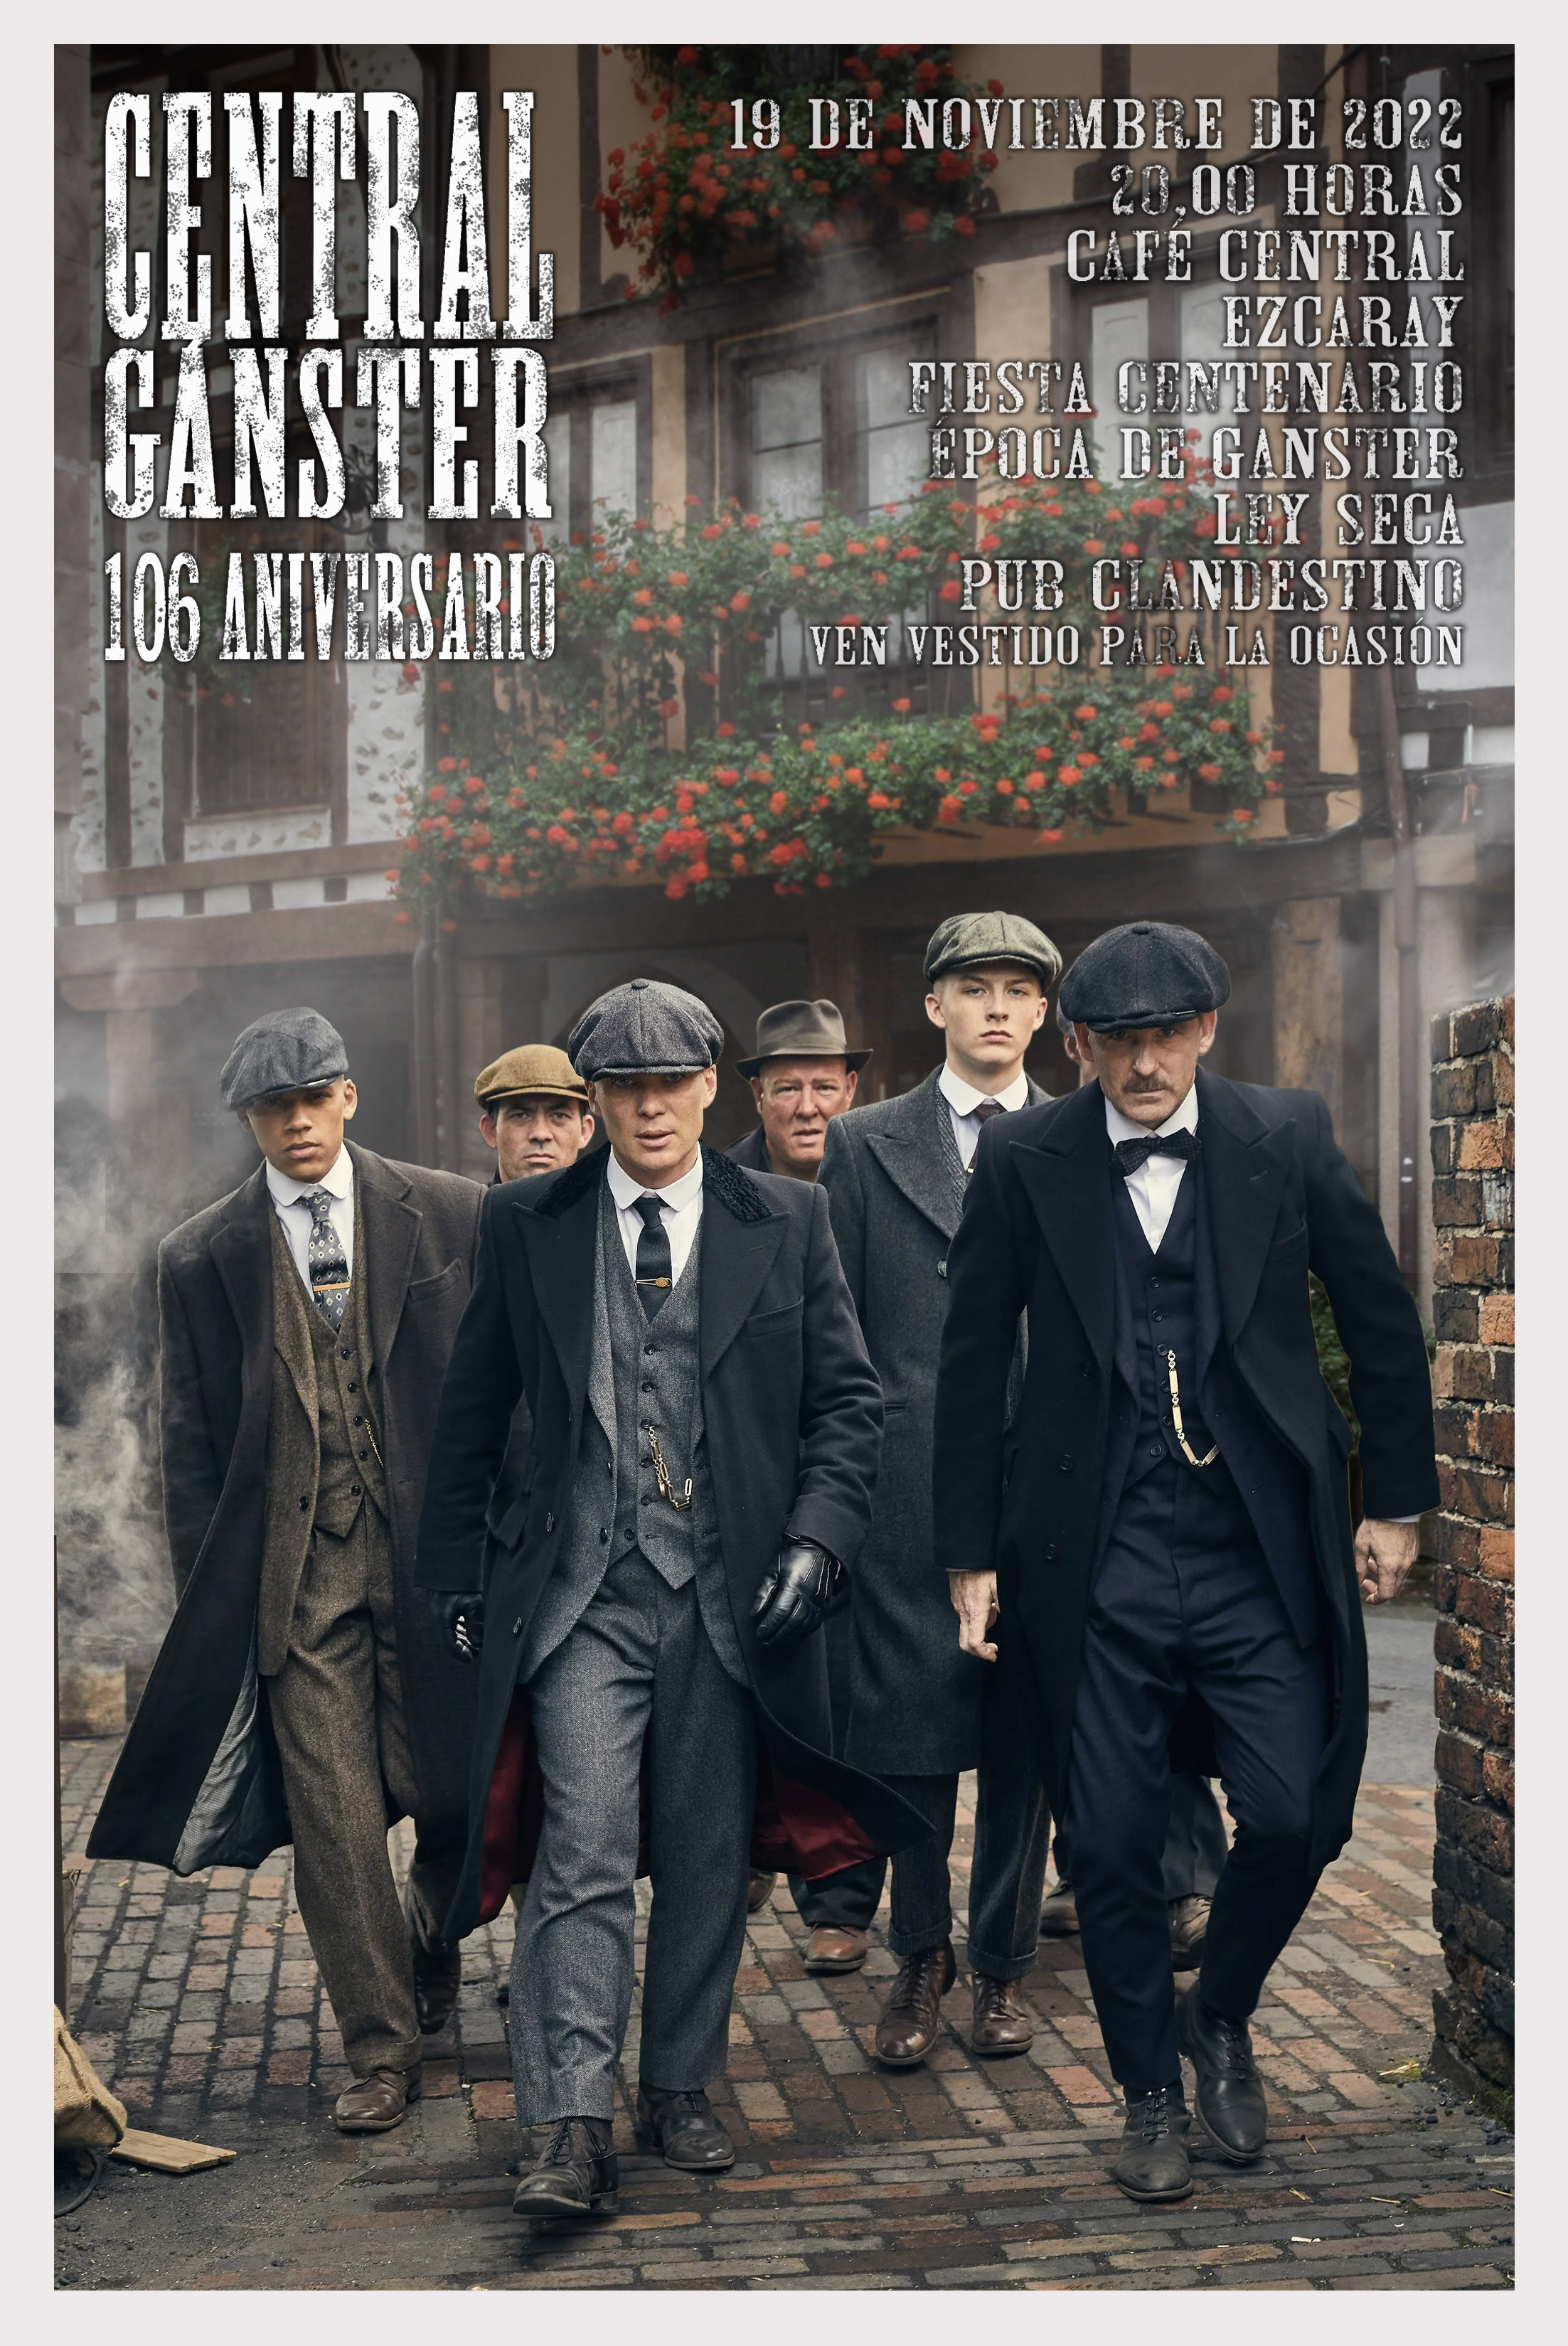 CENTRAL
GÁNSTER
106 ANIVERSARIO
19 DE NOVIEMBRE DE 2022
20,00 HORAS
CAFÉ CENTRAL
EZCARAY
FIESTA CENTENARIO
ÉPOCA DE GANSTER
LEY SECA
PUB CLANDESTINO
VEN VESTIDO PARA LA OCASIÓN